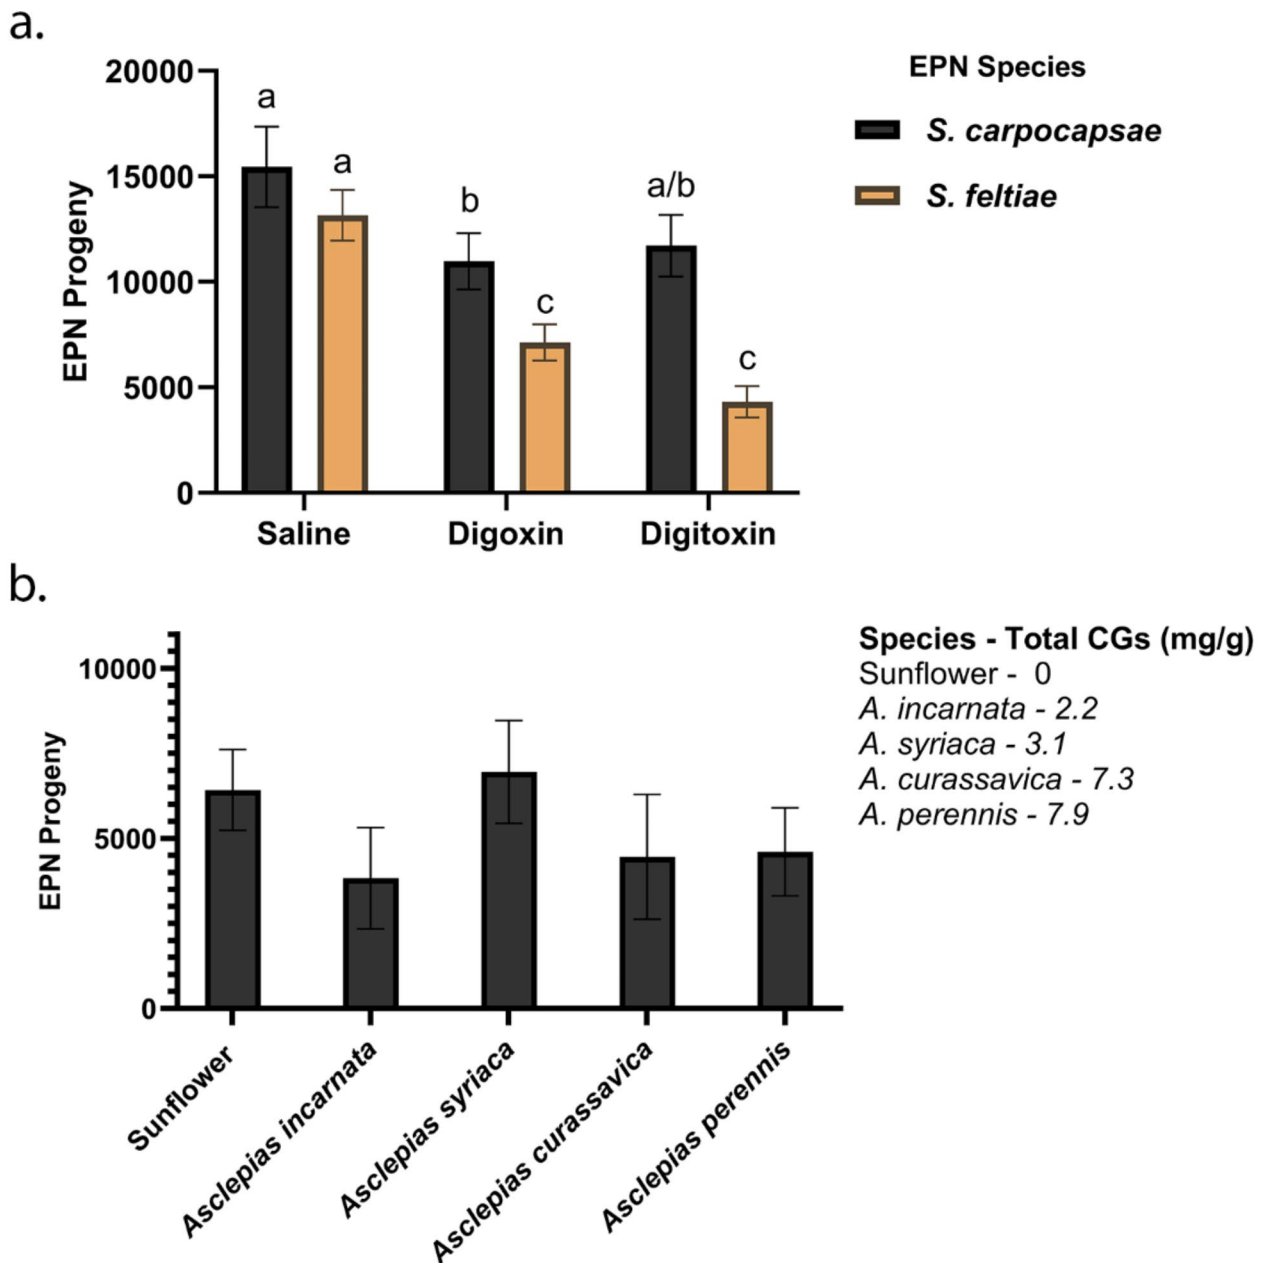 a.
EPN Progeny
20000
15000
10000
5000
0
a
a
b
c
a/b
c
Saline
Digoxin
Digitoxin
EPN Species
S. carpocapsae
S. feltiae
b.
EPN Progeny
10000
5000
0
Sunflower
Asclepias incarnata
Asclepias syriaca
Asclepias curassavica
Asclepias perennis
Species - Total CGs (mg/g)
Sunflower - 0
A. incarnata - 2.2
A. syriaca - 3.1
A. curassavica - 7.3
A. perennis - 7.9